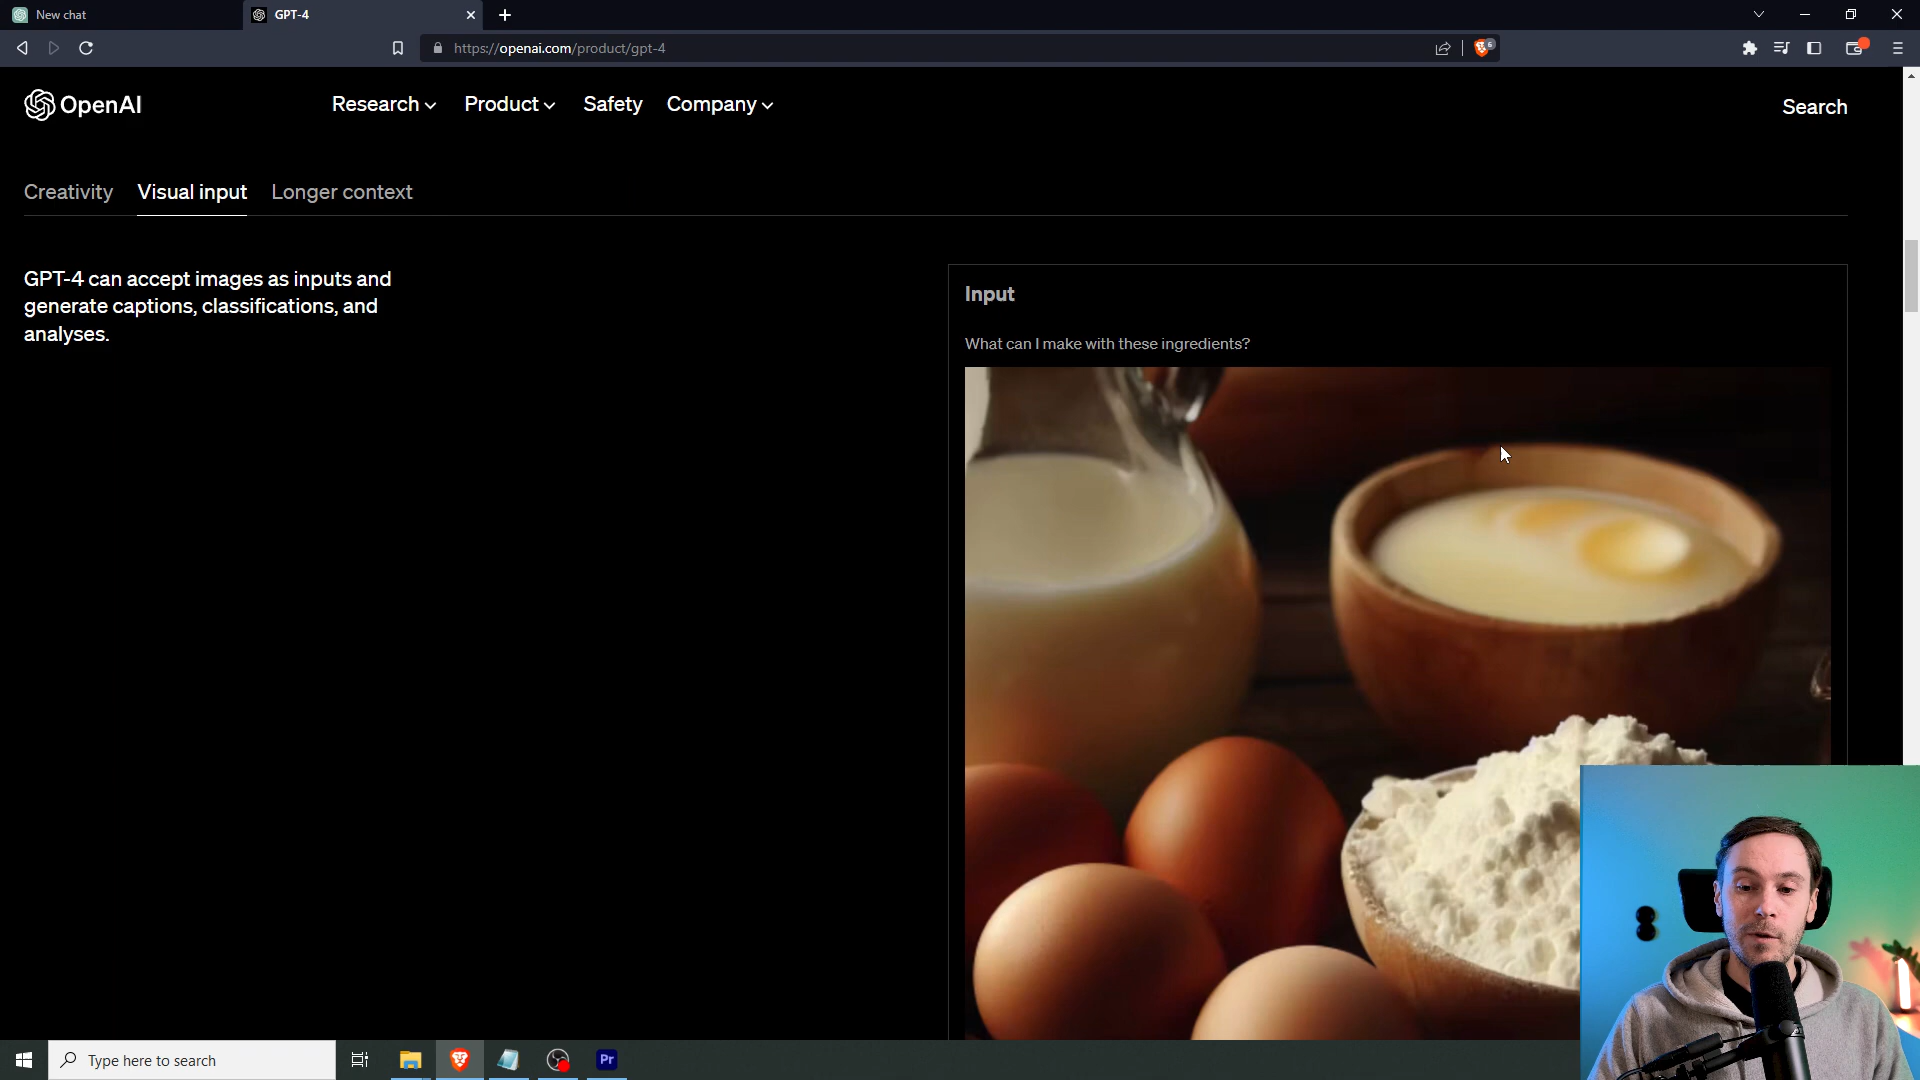 New chat
GPT-4
https://openai.com/product/gpt-4
6
OpenAI
Research
Product
Safety
Company
Search
Creativity
Visual input
Longer context
GPT-4 can accept images as inputs and
generate captions, classifications, and
analyses.
Input
What can I make with these ingredients?
Type here to search
Pr